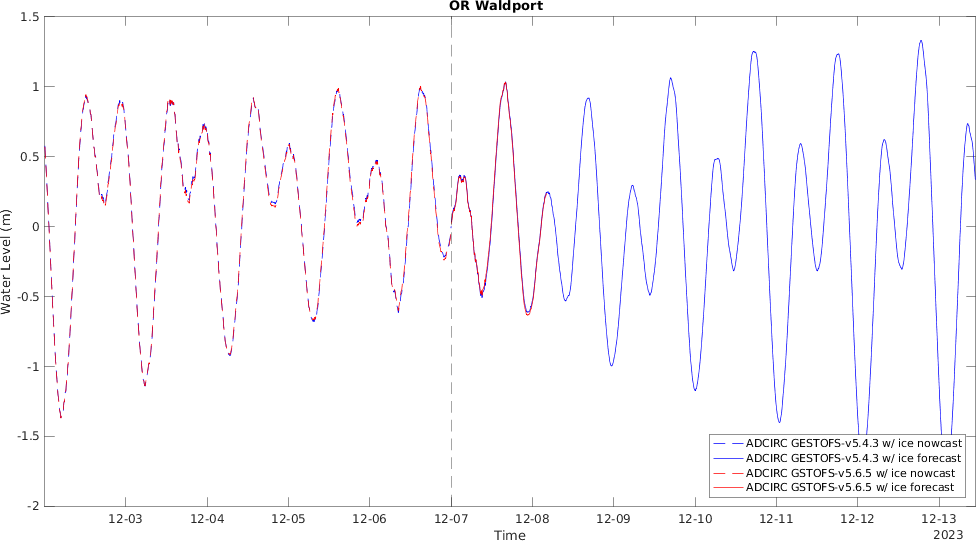 OR Waldport
1.5
1
0.5
0
-0.5
-1
-1.5
-2
Water Level (m)
12-03
12-04
12-05
12-06
12-07
12-08
12-09
12-10
12-11
12-12
12-13
Time
2023
ADCIRC GESTOFS-v5.4.3 w/ ice nowcast
ADCIRC GESTOFS-v5.4.3 w/ ice forecast
ADCIRC GSTOFS-v5.6.5 w/ ice nowcast
ADCIRC GSTOFS-v5.6.5 w/ ice forecast